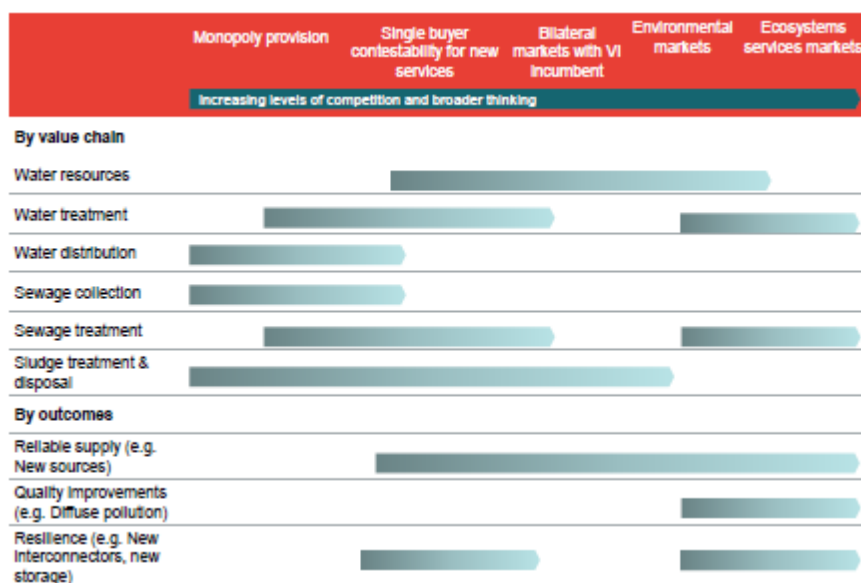 Monopoly provision
Single buyer
contestability for new
services
Bilateral
markets with VI
Incumbent
Environmental
markets
Ecosystems
services markets
Increasing levels of competition and broader thinking
By value chain
Water resources
Water treatment
Water distribution
Sewage collection
Sewage treatment
Sludge treatment &
disposal
By outcomes
Reliable supply (e.g.
New sources)
Quality Improvements
(e.g. Diffuse pollution)
Resilience (e.g. New
Interconnectors, new
storage)